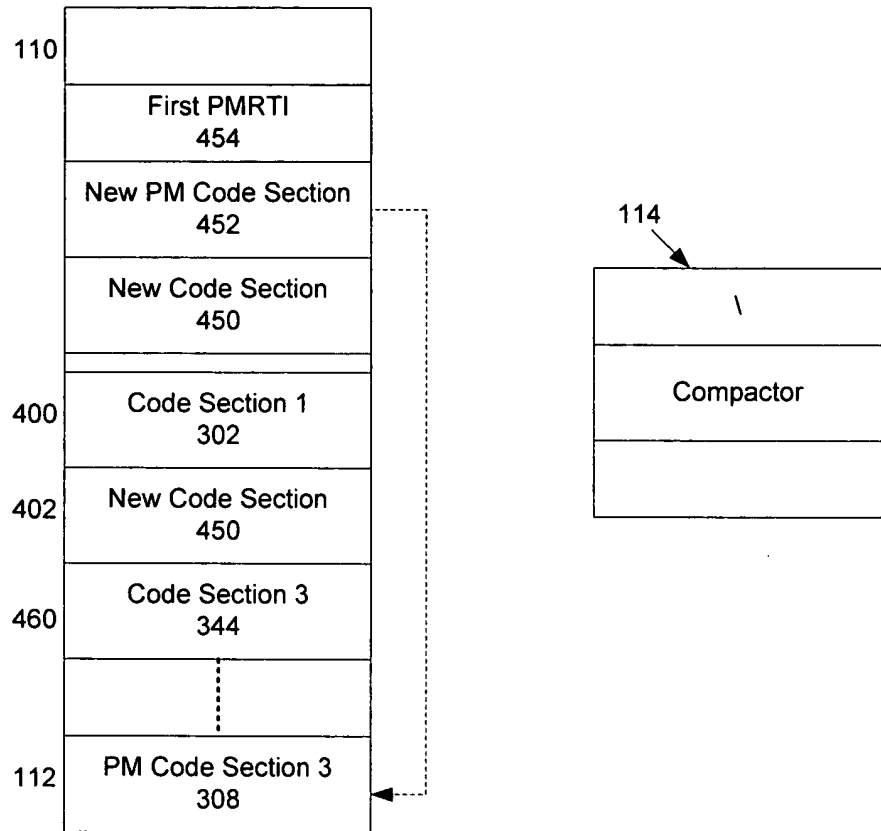 110
First PMRTI
454
New PM Code Section
452
New Code Section
450
400
Code Section 1
302
402
New Code Section
450
460
Code Section 3
344
112
PM Code Section 3
308
114
\
Compactor